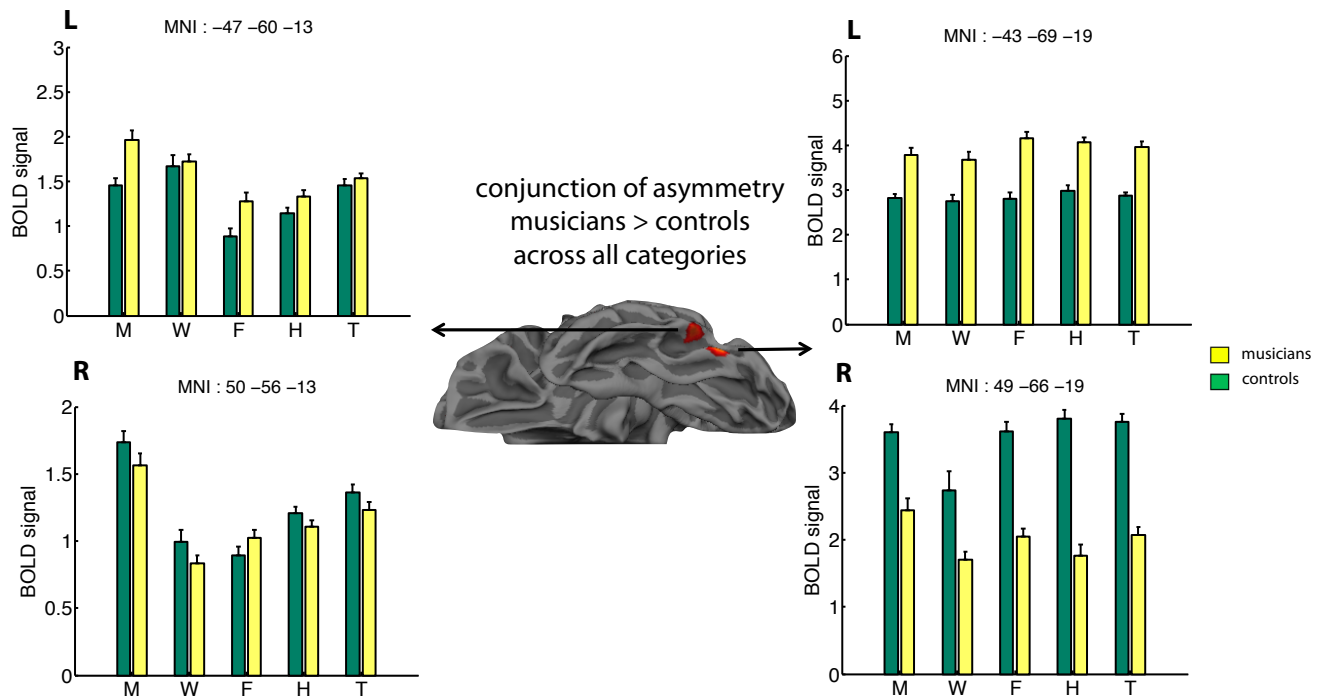 L
MNI : −47 −60 −13
BOLD signal
3
2.5
2
1.5
1
0.5
0
M W F H T
conjunction of asymmetry
musicians > controls
across all categories
L
MNI : −43 −69 −19
BOLD signal
6
5
4
3
2
1
0
M W F H T
musicians
controls
R
MNI : 50 −56 −13
BOLD signal
2
1.5
1
0.5
0
M W F H T
R
MNI : 49 −66 −19
BOLD signal
4
3
2
1
0
M W F H T